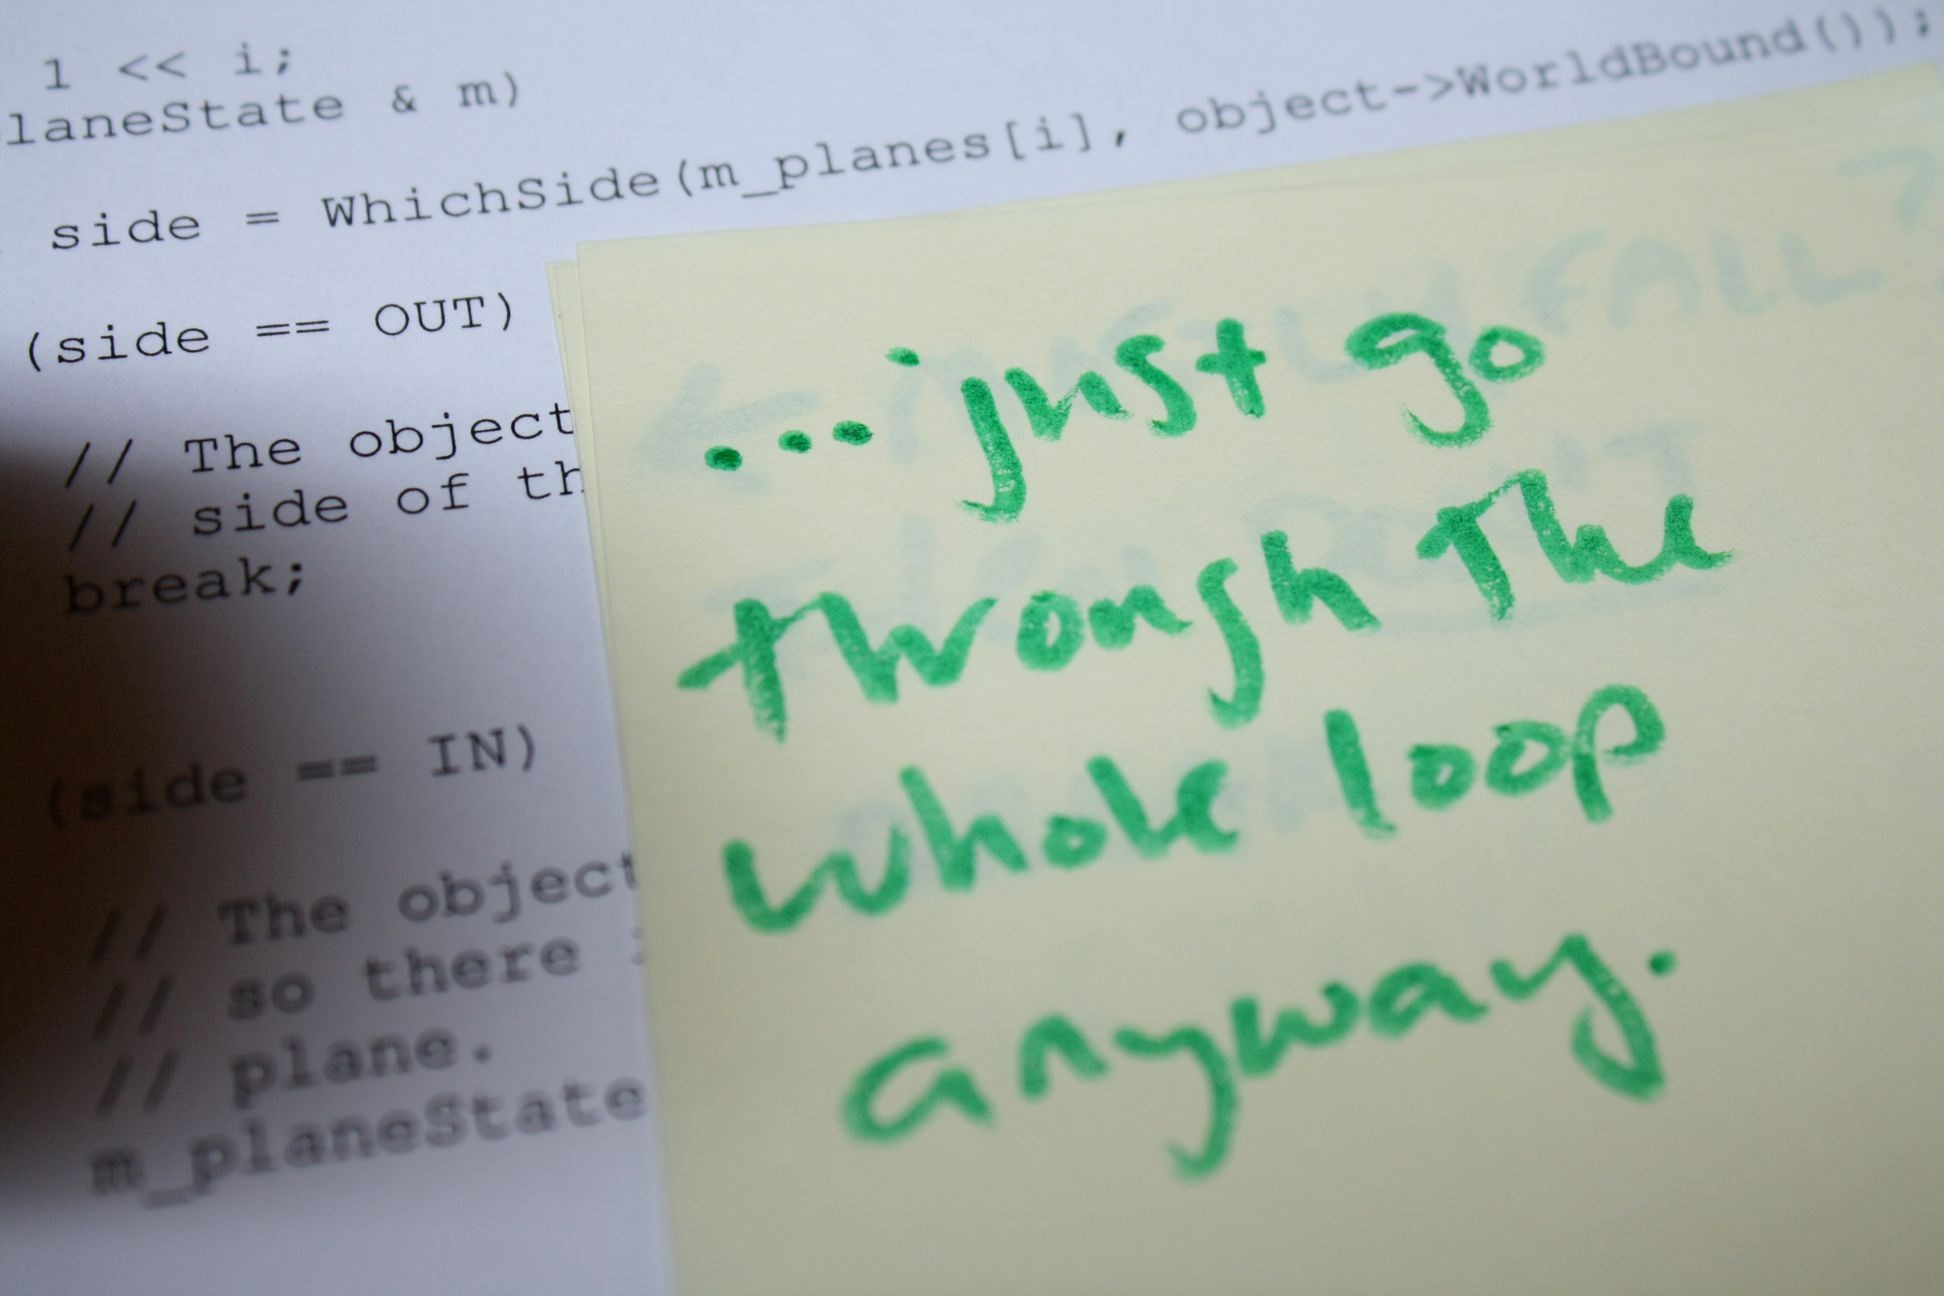 1 << i;
laneState & m)
side = WhichSide(m_planes[i], object->WorldBound());
(side == OUT)
// The object
// side of th
break;
(side == IN)
// The object
// so there
// plane.
m_planeState
...just go
through The
whole loop
anyway.